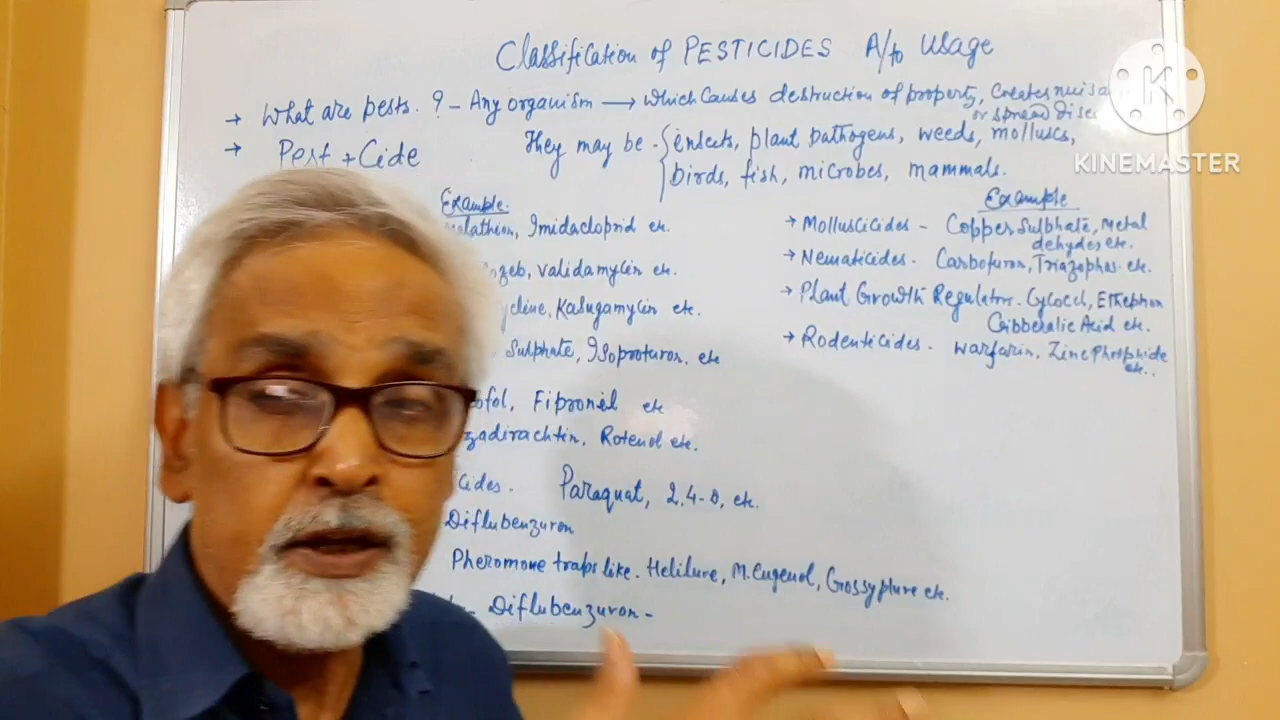 Classification of PESTICIDES A/to Usage
→ What are pests. ? - Any organism → which causes destruction of property, Creates
or spread
→ Pest + Cide They may be - insects, plant pathogens, weeds, molluscs,
birds, fish, microbes, mammals.
Example.
Imidacloprid etc.
validamycin etc.
Kasugamycin etc.
Sulphate, Isoproturon. etc
Fipronil etc
Rotenol etc.
Paraquat, 2,4-D, etc.
Diflubenzuron
Pheromone traps like. Helilure, M. Eugenol, Gossyplure etc.
- Diflubenzuron -
Example
→ Molluscicides - Copper Sulphate, Metal
dehydes etc.
→ Nematicides - Carbofuron, Triazophos etc.
→ Plant Growth Regulators. Cycocel, Ethephon
Gibberalic Acid etc.
→ Rodenticides - Warfarin, Zinc Phosphide
etc..
K
KINEMASTER